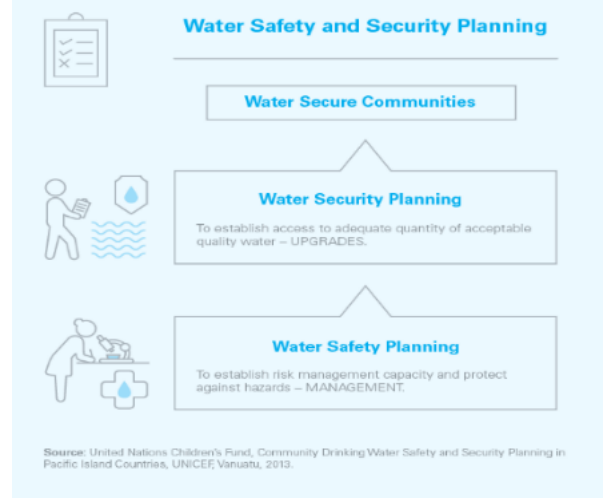 Water Safety and Security Planning
Water Secure Communities
Water Security Planning
To establish access to adequate quantity of acceptable
quality water – UPGRADES.
Water Safety Planning
To establish risk management capacity and protect
against hazards – MANAGEMENT.
Source: United Nations Children's Fund, Community Drinking Water Safety and Security Planning in
Pacific Island Countries, UNICEF, Vanuatu, 2013.